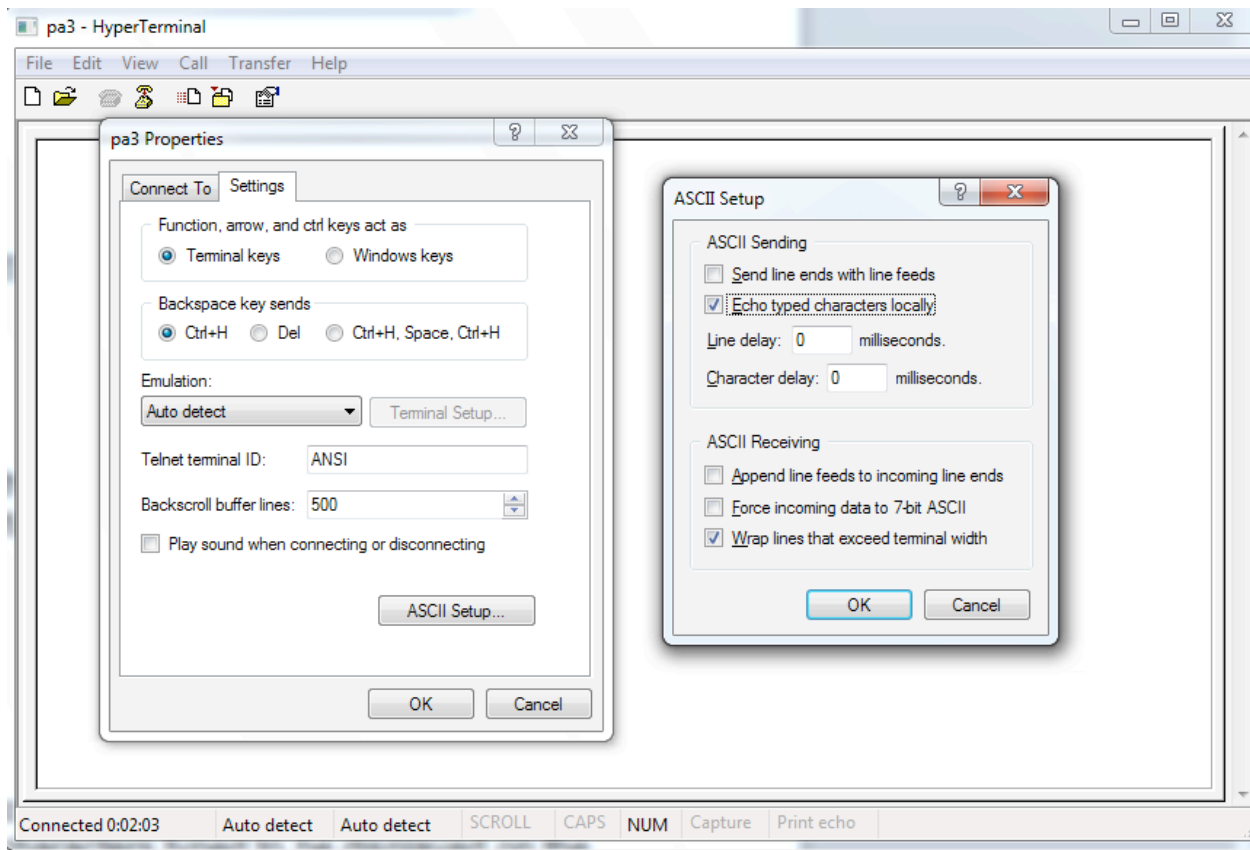 pa3 - HyperTerminal
File Edit View Call Transfer Help
pa3 Properties
Connect To Settings
Function, arrow, and ctrl keys act as
Terminal keys Windows keys
Backspace key sends
Ctrl+H Del Ctrl+H, Space, Ctrl+H
Emulation:
Auto detect Terminal Setup...
Telnet terminal ID: ANSI
Backscroll buffer lines: 500
Play sound when connecting or disconnecting
ASCII Setup...
OK Cancel
ASCII Setup
ASCII Sending
Send line ends with line feeds
Echo typed characters locally
Line delay: 0 milliseconds.
Character delay: 0 milliseconds.
ASCII Receiving
Append line feeds to incoming line ends
Force incoming data to 7-bit ASCII
Wrap lines that exceed terminal width
OK Cancel
Connected 0:02:03 Auto detect Auto detect SCROLL CAPS NUM Capture Print echo